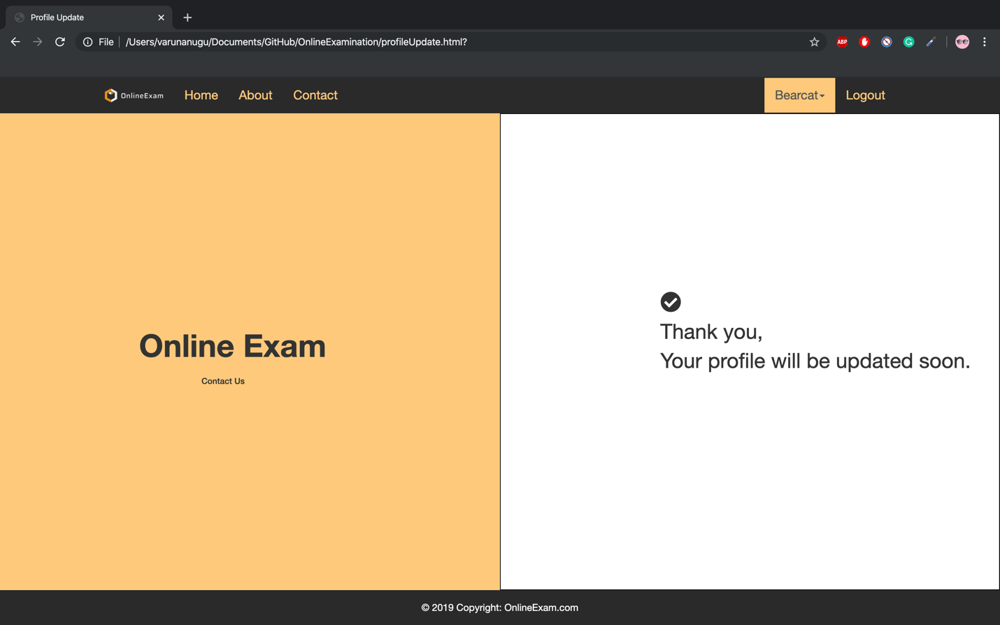 Profile Update
File
/Users/varunanugu/Documents/GitHub/OnlineExamination/profileUpdate.html?
ABP
OnlineExam
Home
About
Contact
Bearcat
Logout
Online Exam
Contact Us
Thank you,
Your profile will be updated soon.
© 2019 Copyright: OnlineExam.com